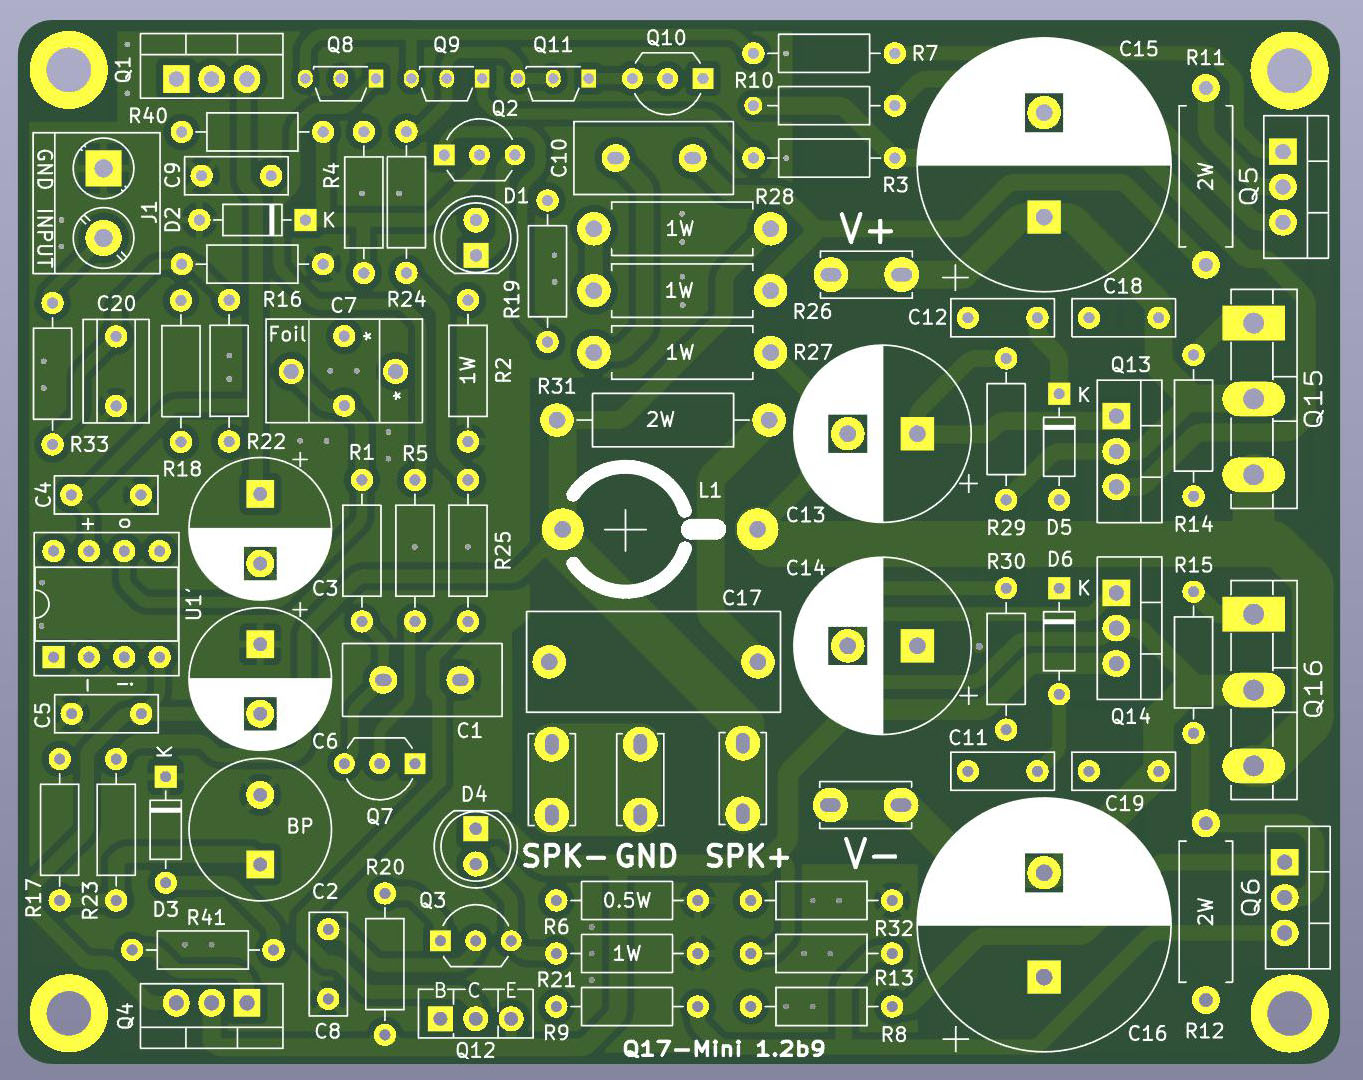 Q1
Q8
Q9
Q11
Q10
R7
C15
R11
R10
R40
Q2
C10
R3
2W
Q5
GND INPUT
J1
C9
R4
D1
R28
D2
K
1W
V+
R16
C7
R24
R19
1W
R26
C18
C12
C20
Foil
*
*
1W
R2
1W
R27
Q13
K
Q15
R31
2W
R33
R18
R22
R1
R5
L1
C13
R29
D5
R14
C4
+ o
R25
C14
R30
D6
K
R15
U1'
C3
C17
Q14
Q16
– !
C5
C6
C1
C11
C19
K
Q7
D4
BP
SPK- GND SPK+
V-
R17
R23
D3
R41
C2
R20
Q3
0.5W
R6
R32
2W
Q6
1W
R21
R13
Q4
C8
B C E
Q12
R9
R8
C16
R12
Q17-Mini 1.2b9